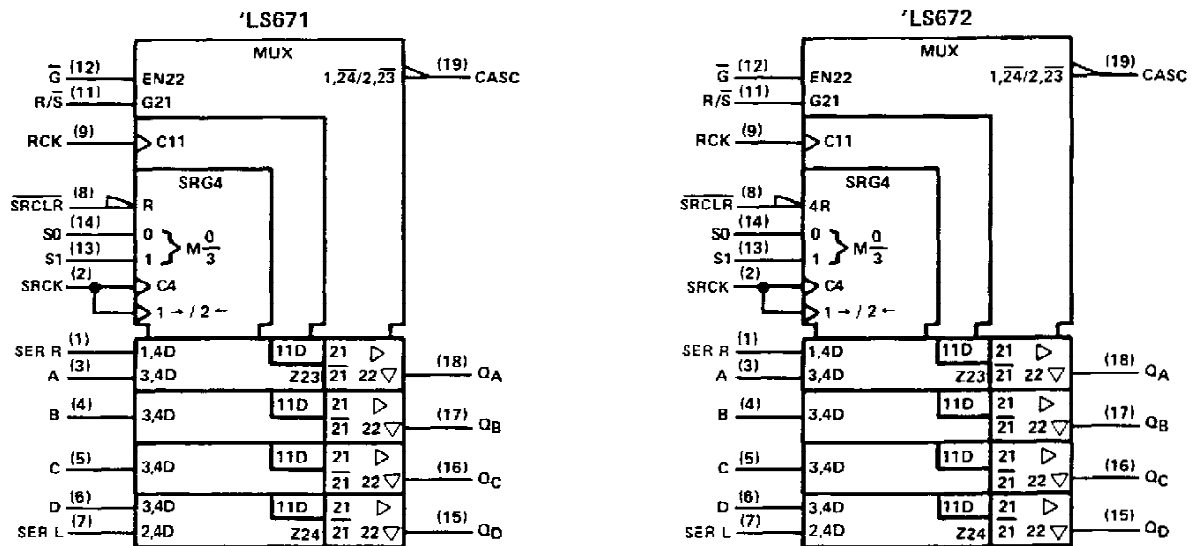 'LS671
MUX
G̅ (12) EN22 1,2̅4̅/2,2̅3̅ (19) CASC
R/S̅ (11) G21
RCK (9) C11
SRG4
S̅R̅C̅L̅R̅ (8) R
S0 (14) 0
S1 (13) 1 } M 0/3
SRCK (2) C4
1 → / 2 ←
SER R (1) 1,4D 11D 21 ▷
A (3) 3,4D Z23 2̅1̅ 22 ▽ (18) QA
B (4) 3,4D 11D 21 ▷
2̅1̅ 22 ▽ (17) QB
C (5) 3,4D 11D 21 ▷
2̅1̅ 22 ▽ (16) QC
D (6) 3,4D 11D 21 ▷
SER L (7) 2,4D Z24 2̅1̅ 22 ▽ (15) QD
'LS672
MUX
G̅ (12) EN22 1,2̅4̅/2,2̅3̅ (19) CASC
R/S̅ (11) G21
RCK (9) C11
SRG4
S̅R̅C̅L̅R̅ (8) 4R
S0 (14) 0
S1 (13) 1 } M 0/3
SRCK (2) C4
1 → / 2 ←
SER R (1) 1,4D 11D 21 ▷
A (3) 3,4D Z23 2̅1̅ 22 ▽ (18) QA
B (4) 3,4D 11D 21 ▷
2̅1̅ 22 ▽ (17) QB
C (5) 3,4D 11D 21 ▷
2̅1̅ 22 ▽ (16) QC
D (6) 3,4D 11D 21 ▷
SER L (7) 2,4D Z24 2̅1̅ 22 ▽ (15) QD